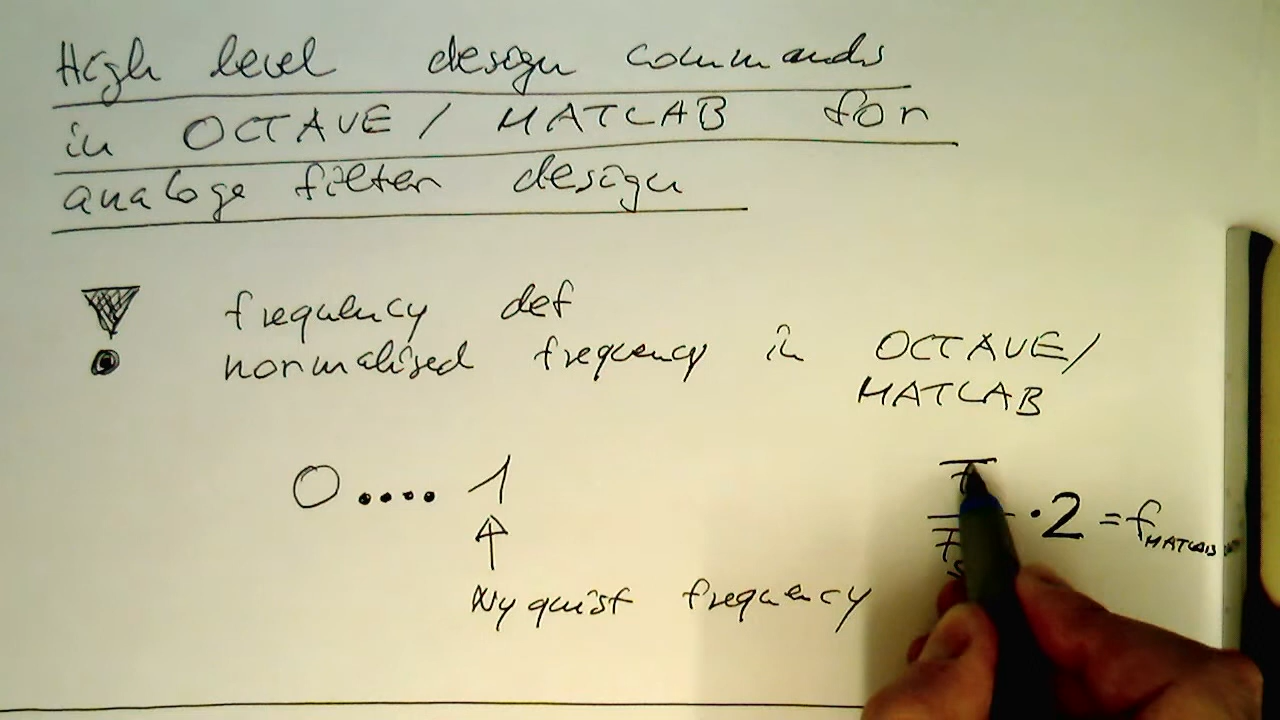 High level design commands
in OCTAVE / MATLAB for
analoge filter design
frequency def
normalised frequency in OCTAVE/
MATLAB
0 .... 1
Nyquist frequency
F
F s · 2 = f MATLAB